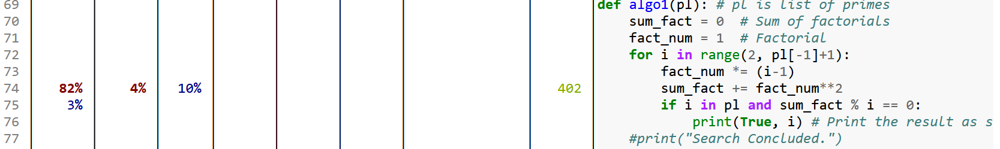 69 def algo1(pl): # pl is list of primes
70 sum_fact = 0 # Sum of factorials
71 fact_num = 1 # Factorial
72 for i in range(2, pl[-1]+1):
73 fact_num *= (i-1)
74 82% 4% 10% 402 sum_fact += fact_num**2
75 3% if i in pl and sum_fact % i == 0:
76 print(True, i) # Print the result as s
77 #print("Search Concluded.")